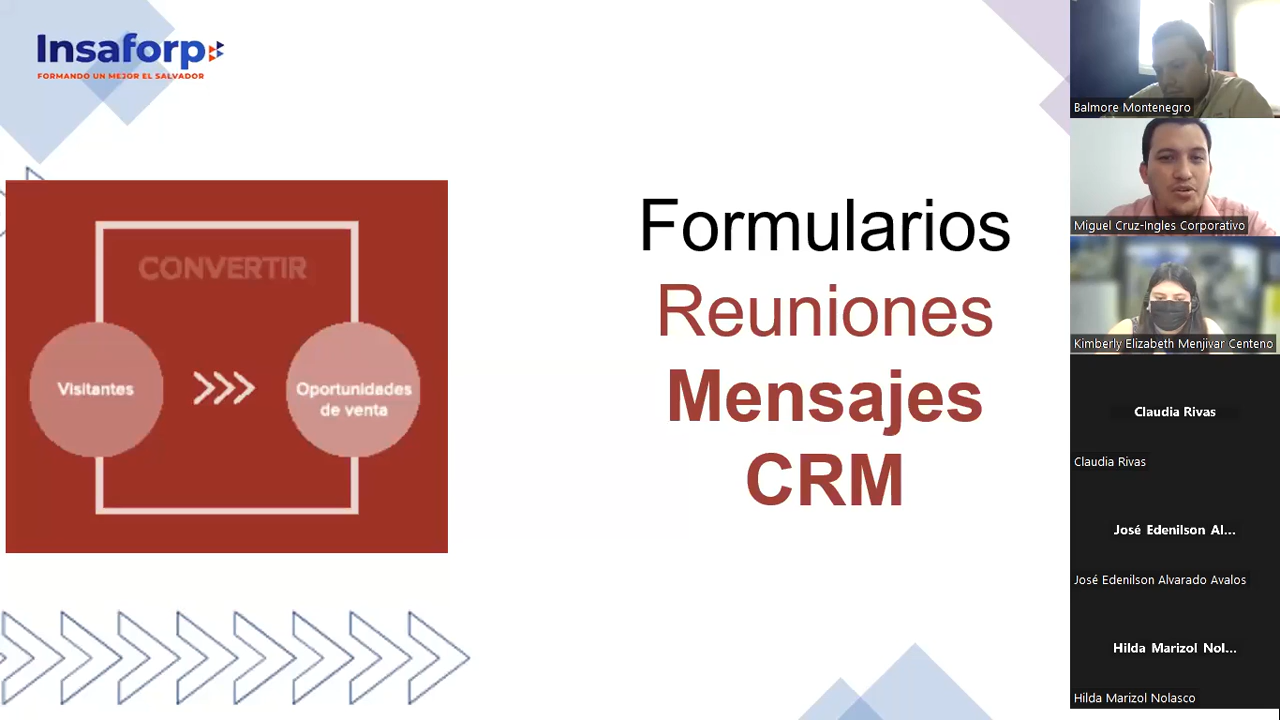 Insaforp
FORMANDO UN MEJOR EL SALVADOR
CONVERTIR
Visitantes
Oportunidades
de venta
Formularios
Reuniones
Mensajes
CRM
Balmore Montenegro
Miguel Cruz-Ingles Corporativo
Kimberly Elizabeth Menjivar Centeno
Claudia Rivas
Claudia Rivas
José Edenilson Al...
José Edenilson Alvarado Avalos
Hilda Marizol Nol...
Hilda Marizol Nolasco